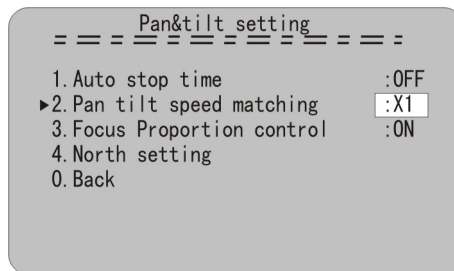 Pan&tilt setting
1. Auto stop time :OFF
▶2. Pan tilt speed matching :X1
3. Focus Proportion control :ON
4. North setting
0. Back